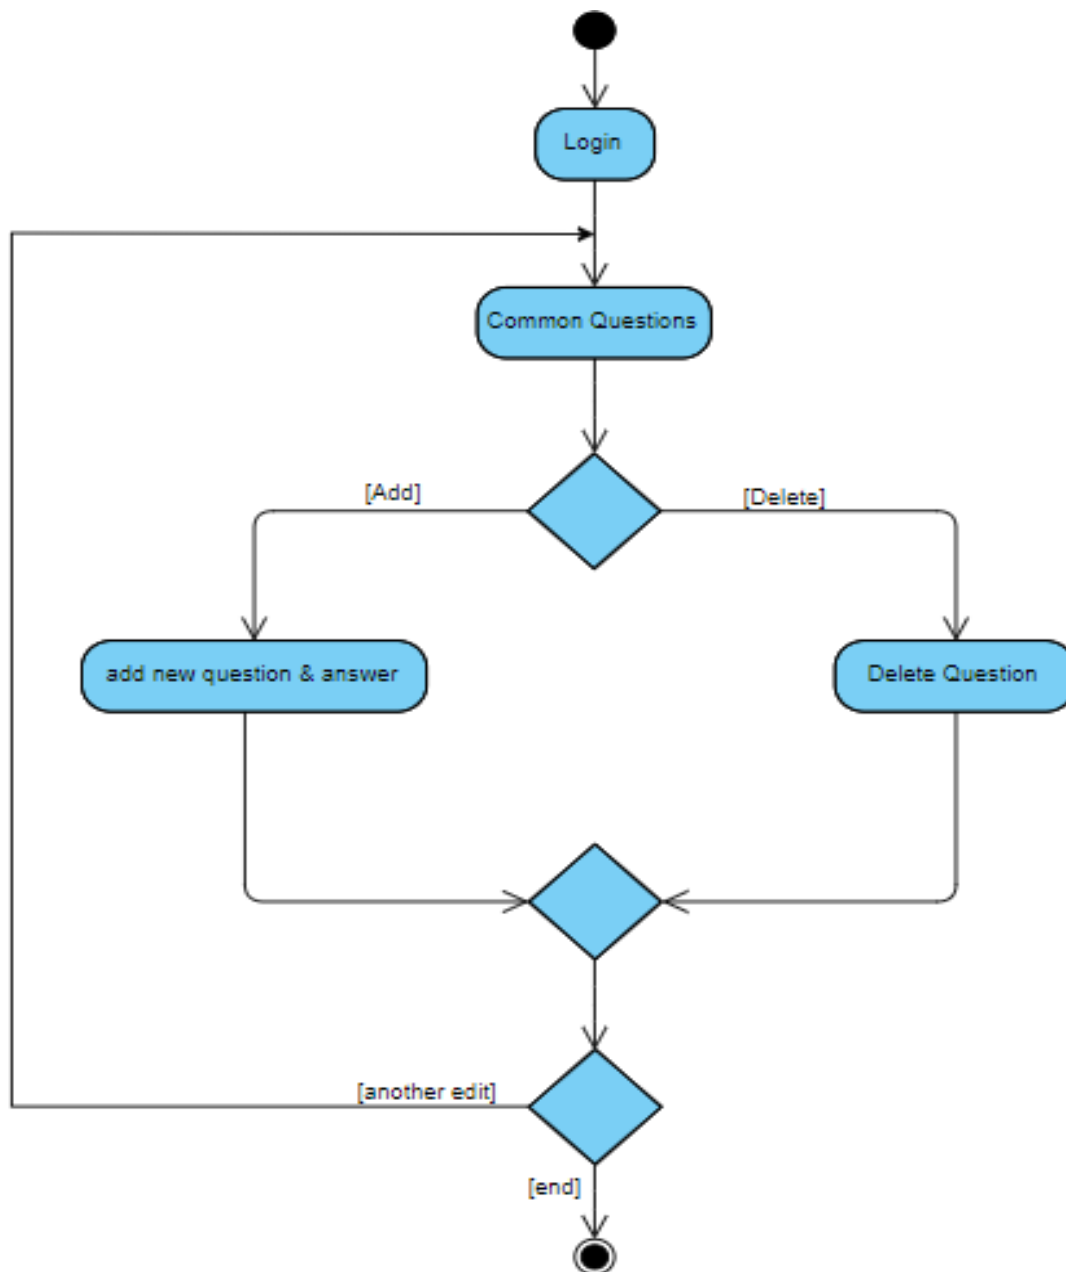 Login
Common Questions
[Add]
[Delete]
add new question & answer
Delete Question
[another edit]
[end]